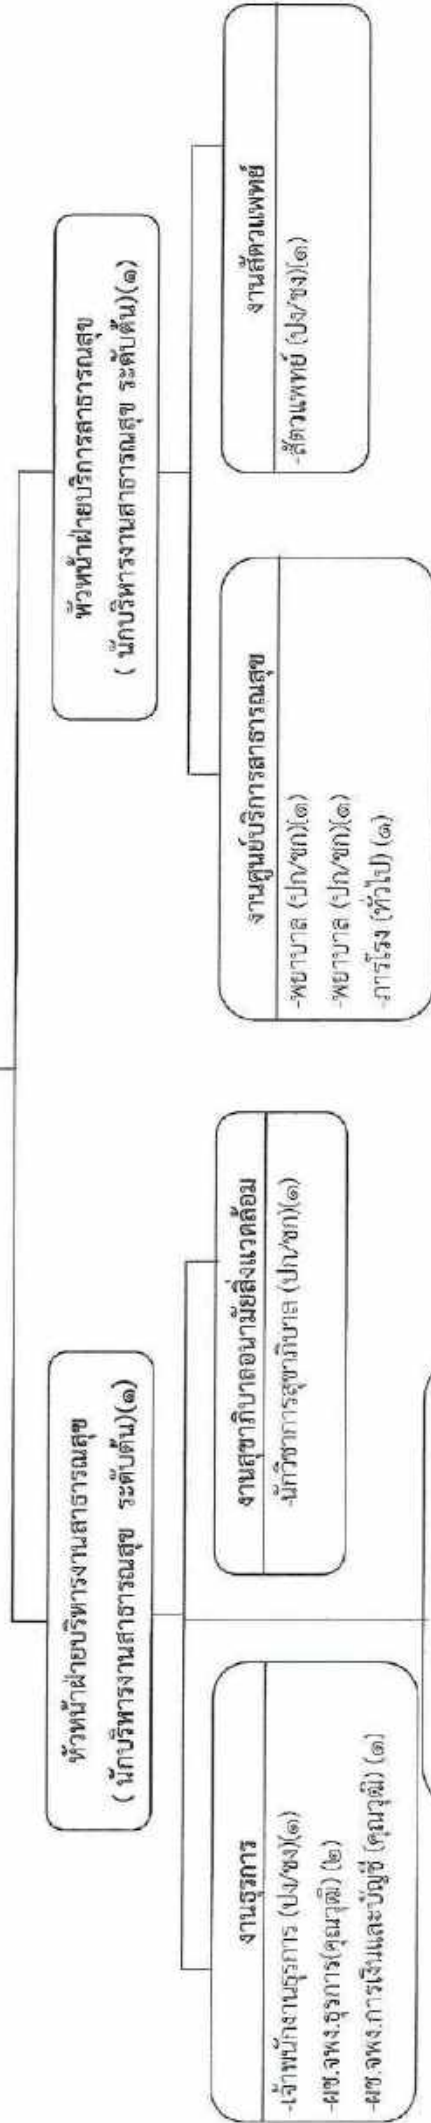 หัวหน้าฝ่ายบริหารงานสาธารณสุข
( นักบริหารงานสาธารณสุข ระดับต้น)(๑)
หัวหน้าฝ่ายบริการสาธารณสุข
( นักบริหารงานสาธารณสุข ระดับต้น)(๑)
งานธุรการ
-เจ้าพนักงานธุรการ (ปง/ชง)(๑)
-ผช.จพง.ธุรการ(คุณวุฒิ) (๒)
-ผช.จพง.การเงินและบัญชี (คุณวุฒิ) (๑)
งานสุขาภิบาลอนามัยสิ่งแวดล้อม
-นักวิชาการสุขาภิบาล (ปก/ชก)(๑)
งานศูนย์บริการสาธารณสุข
-พยาบาล (ปก/ชก)(๑)
-พยาบาล (ปก/ชก)(๑)
-ภารโรง (ทั่วไป) (๑)
งานสัตวแพทย์
-สัตวแพทย์ (ปง/ชง)(๑)